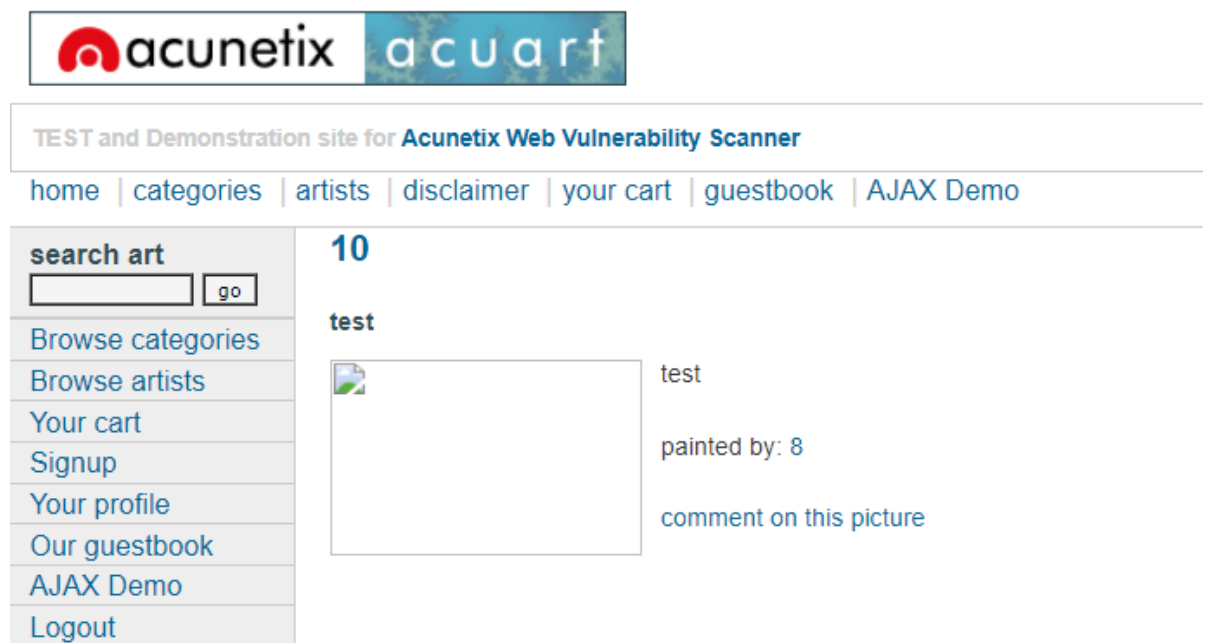 acunetix acuart
TEST and Demonstration site for Acunetix Web Vulnerability Scanner
home | categories | artists | disclaimer | your cart | guestbook | AJAX Demo
search art
go
Browse categories
Browse artists
Your cart
Signup
Your profile
Our guestbook
AJAX Demo
Logout
10
test
test
painted by: 8
comment on this picture